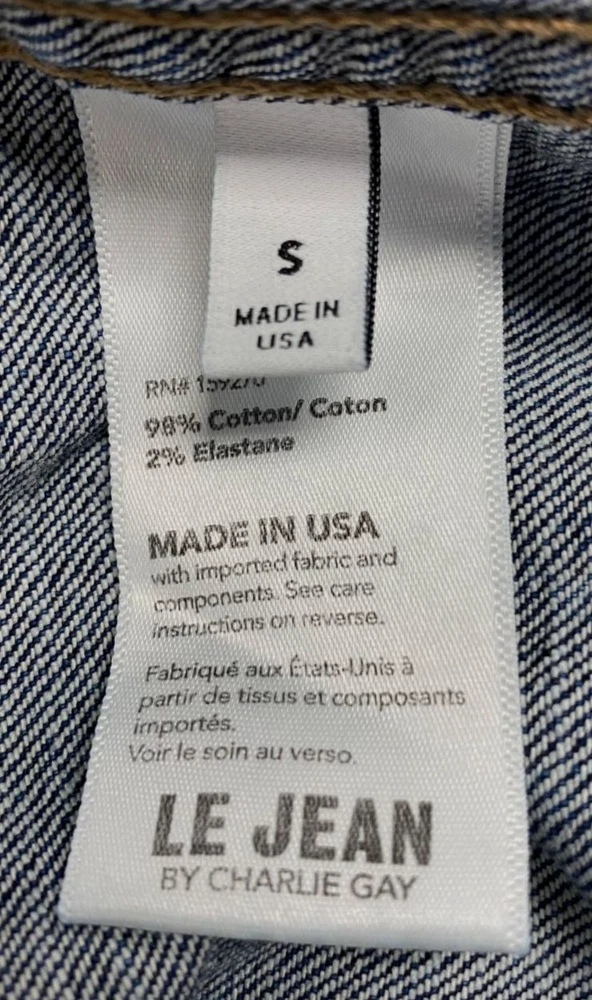 S
MADE IN
USA
RN#
98% Cotton/ Coton
2% Elastane
MADE IN USA
with imported fabric and
components. See care
instructions on reverse.
Fabriqué aux États-Unis à
partir de tissus et composants
importés.
Voir le soin au verso.
LE JEAN
BY CHARLIE GAY